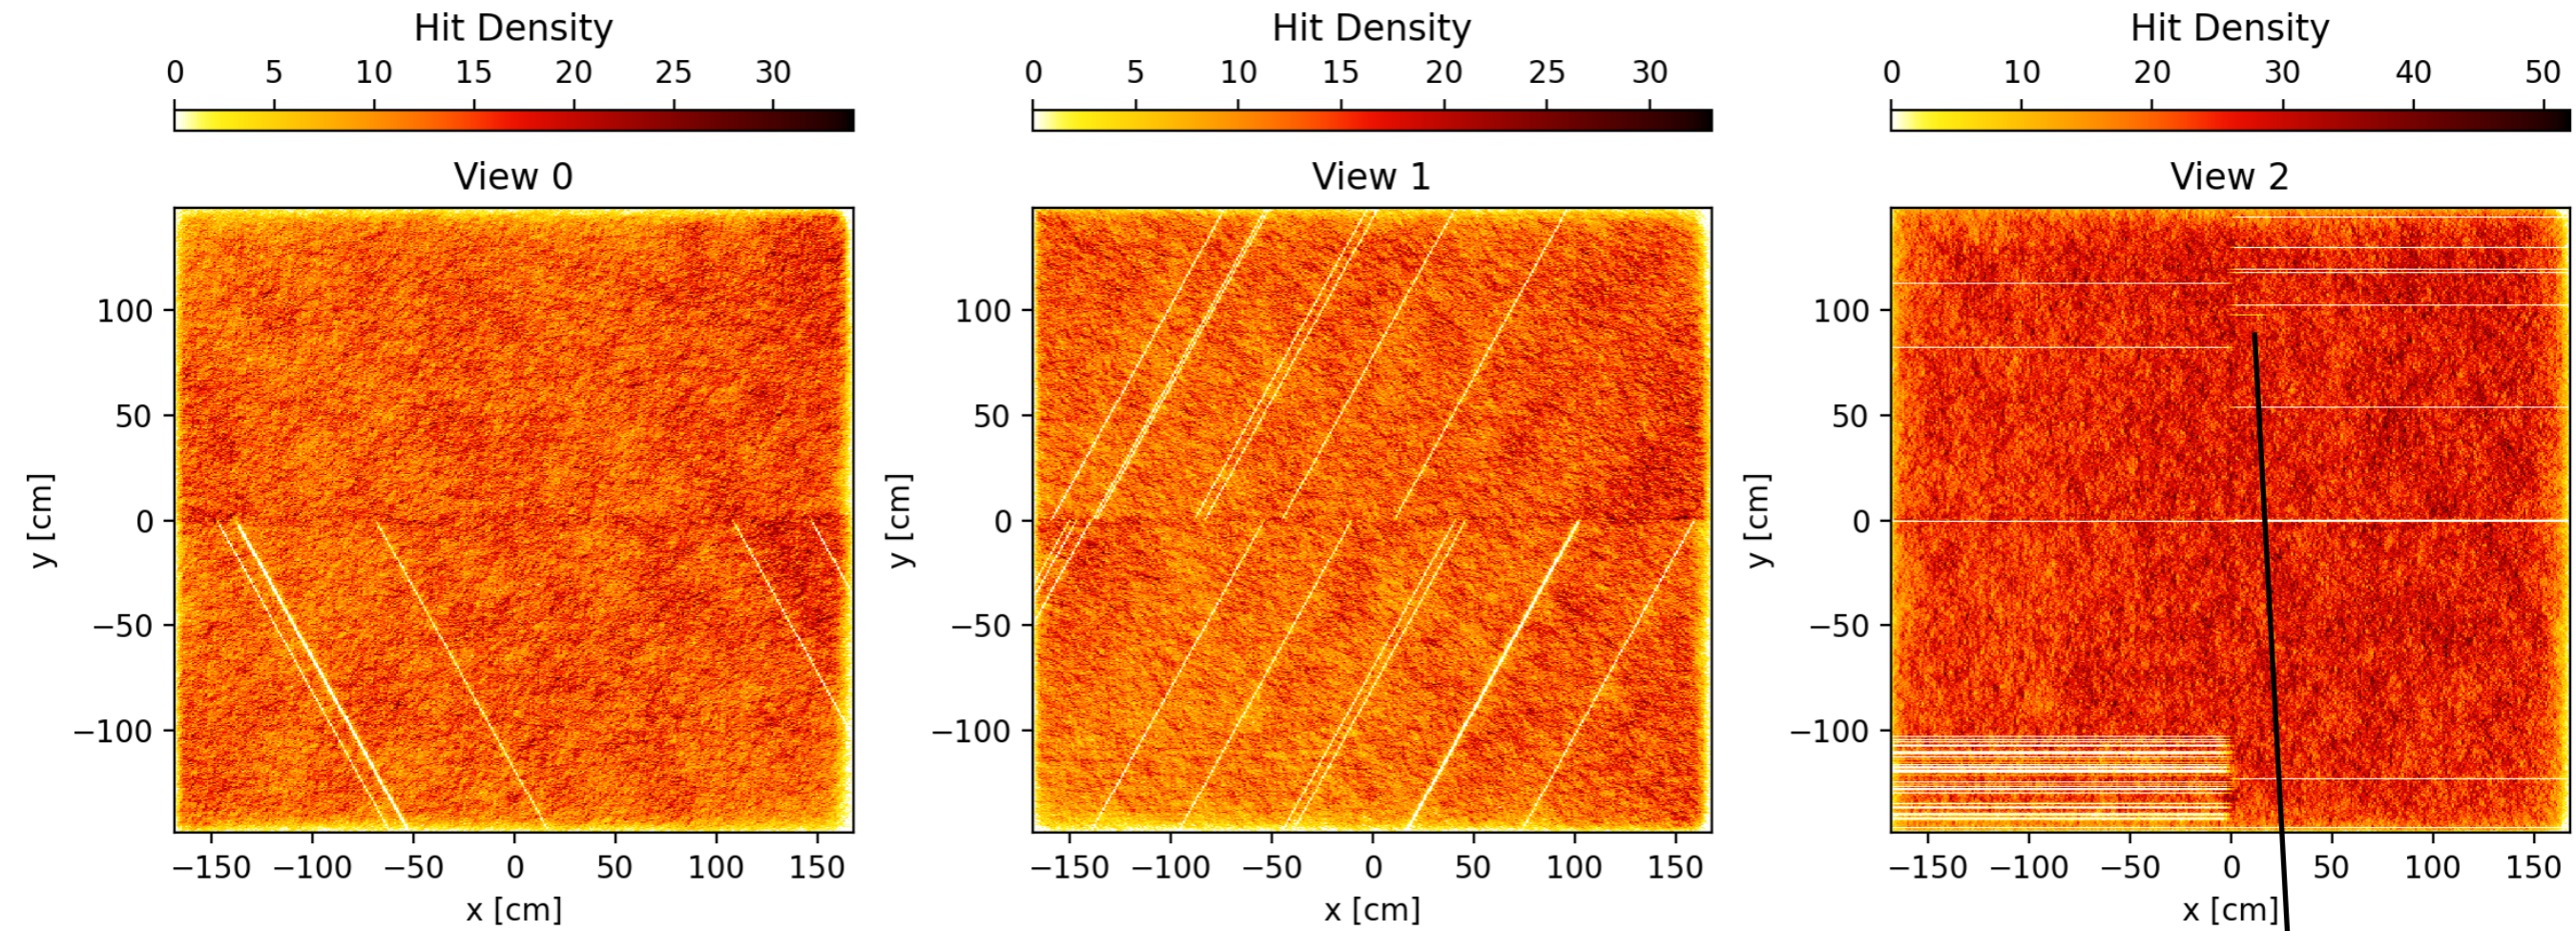 Hit Density Hit Density Hit Density
0 5 10 15 20 25 30 0 5 10 15 20 25 30 0 10 20 30 40 50
View 0 View 1 View 2
100 100 100
50 50 50
0 0 0
−50 −50 −50
−100 −100 −100
y [cm] y [cm] y [cm]
−150 −100 −50 0 50 100 150 −150 −100 −50 0 50 100 150 −150 −100 −50 0 50 100 150
x [cm] x [cm] x [cm]